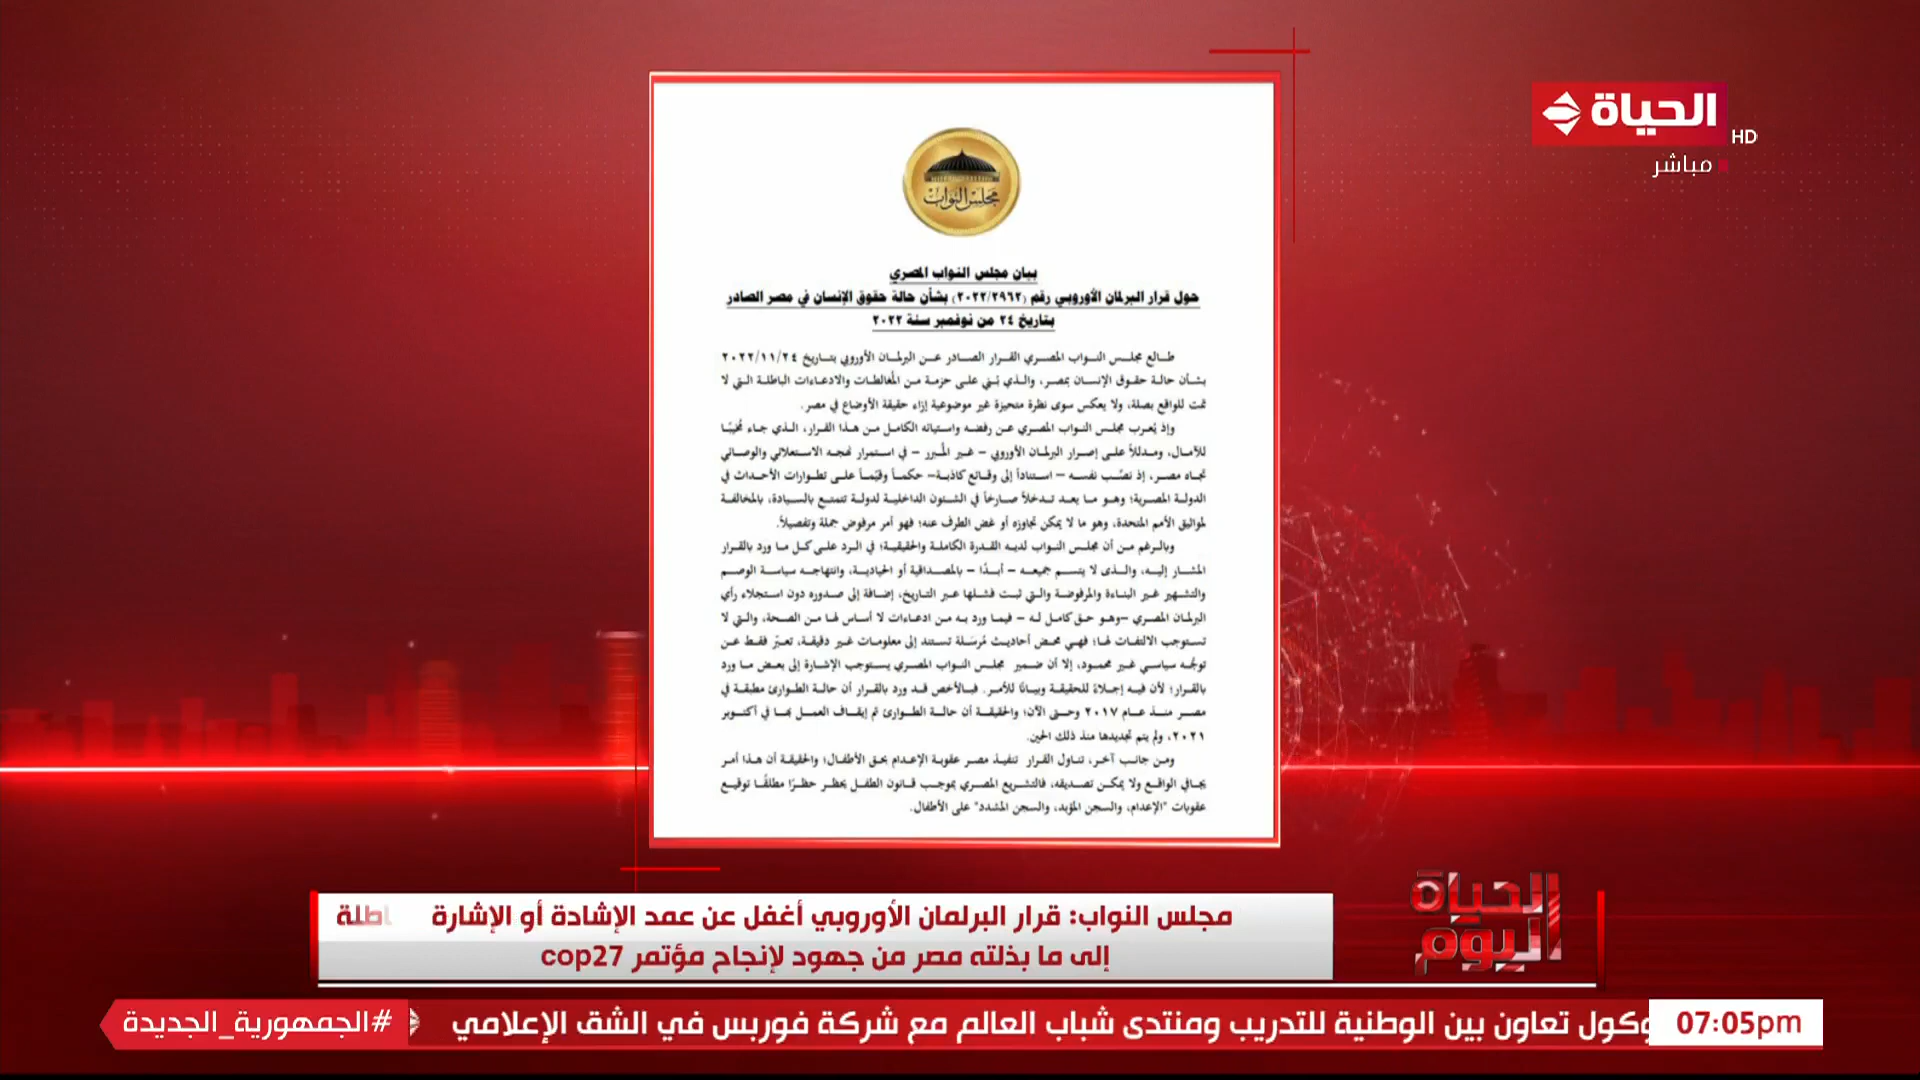 الحياة
HD
مباشر
مجلس النواب
بيان مجلس النواب المصري
حول قرار البرلمان الأوروبي رقم (٢٠٢٢/٢٩٦٢) بشأن حالة حقوق الإنسان في مصر الصادر
بتاريخ ٢٤ من نوفمبر سنة ٢٠٢٢
طالع مجلس النواب المصري القرار الصادر عن البرلمان الأوروبي بتاريخ ٢٠٢٢/١١/٢٤
بشأن حالة حقوق الإنسان بمصر، والذي بُني على حزمة من المُغالطات والادعاءات الباطلة التي لا
تمت للواقع بصلة، ولا يعكس سوى نظرة متحيزة غير موضوعية إزاء حقيقة الأوضاع في مصر.
وإذ يُعرب مجلس النواب المصري عن رفضه واستيائه الكامل من هذا القرار، الذي جاء مُخيبًا
للآمال، ومدللاً على إصرار البرلمان الأوروبي – غير المُبرر – في استمرار نهجه الاستعلائي والوصائي
تجاه مصر، إذ نصَّب نفسه – استناداً إلى وقائع كاذبة– حكماً وقيّماً على تطوارات الأحداث في
الدولة المصرية؛ وهو ما يعد تدخلاً صارخاً في الشئون الداخلية لدولة تتمتع بالسيادة، بالمخالفة
لمواثيق الأمم المتحدة، وهو ما لا يمكن تجاوزه أو غض الطرف عنه؛ فهو أمر مرفوض جملة وتفصيلاً.
وبالرغم من أن مجلس النواب لديه القدرة الكاملة والحقيقية؛ في الرد على كل ما ورد بالقرار
المشار إليه، والذى لا يتسم جميعه – أبدًا – بالمصداقية أو الحيادية، وانتهاجه سياسة الوصم
والتشهير غير البناءة والمرفوضة والتي ثبت فشلها عبر التاريخ، إضافة إلى صدوره دون استجلاء رأي
البرلمان المصري –وهو حق كامل له – فيما ورد به من ادعاءات لا أساس لها من الصحة، والتي لا
تستوجب الالتفات لها؛ فهي محض أحاديث مُرسَلة تستند إلى معلومات غير دقيقة، تعبّر فقط عن
توجُّه سياسي غير محمود، إلا أن ضمير مجلس النواب المصري يستوجب الإشارة إلى بعض ما ورد
بالقرار؛ لأن فيه إجلاءً للحقيقة وبيانًا للأمر. فبالأخص قد ورد بالقرار أن حالة الطوارئ مطبقة في
مصر منذ عام ٢٠١٧ وحتى الآن؛ والحقيقة أن حالة الطوارئ تم إيقاف العمل بها في أكتوبر
٢٠٢١، ولم يتم تجديدها منذ ذلك الحين.
ومن جانب آخر، تناول القرار تنفيذ مصر عقوبة الإعدام بحق الأطفال؛ والحقيقة أن هذا أمر
يجافي الواقع ولا يمكن تصديقه، فالتشريع المصري بموجب قانون الطفل يحظر حظرًا مطلقًا توقيع
عقوبات "الإعدام، والسجن المؤبد، والسجن المشدد" على الأطفال.
الحياة
اليوم
مجلس النواب: قرار البرلمان الأوروبي أغفل عن عمد الإشادة أو الإشارة
إلى ما بذلته مصر من جهود لإنجاح مؤتمر cop27
07:05pm
وكول تعاون بين الوطنية للتدريب ومنتدى شباب العالم مع شركة فوربس في الشق الإعلامي
#الجمهورية_الجديدة